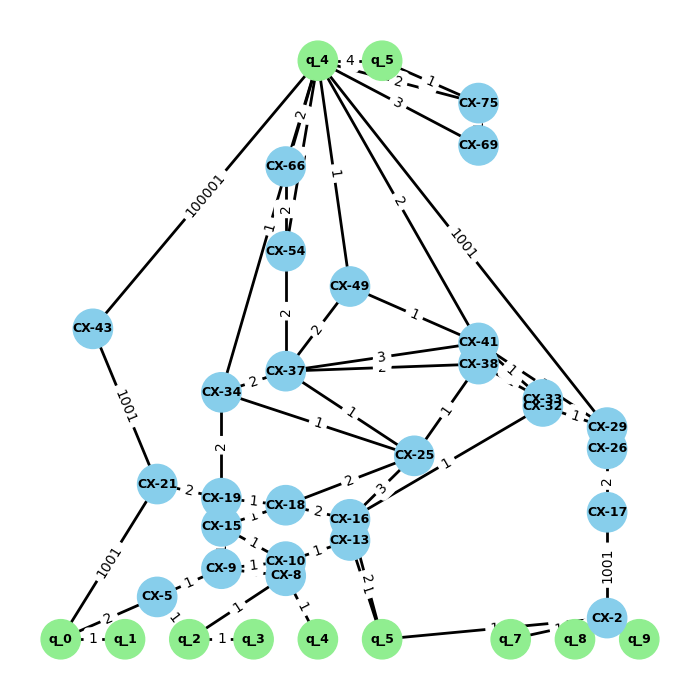 q_4 4 q_5
2 1
2 CX-75
3
CX-69
CX-66
1
100001
2
2
1
1001
CX-54
CX-49
2
2
1
CX-43
CX-41
3
CX-37
CX-38
1
2
CX-34
CX-33
CX-32
1
1001
1
1
1
CX-29
CX-26
2
1
CX-25
2
3
2
CX-21
2
CX-19
1
CX-18
2
CX-16
CX-17
CX-15
1
1
CX-13
1
1001
CX-10
CX-9
1
CX-8
1001
2
1
CX-5
1
1
1
2
1
CX-2
q_0 1 q_1
q_2 1 q_3
q_4
q_5
q_7
q_8
q_9